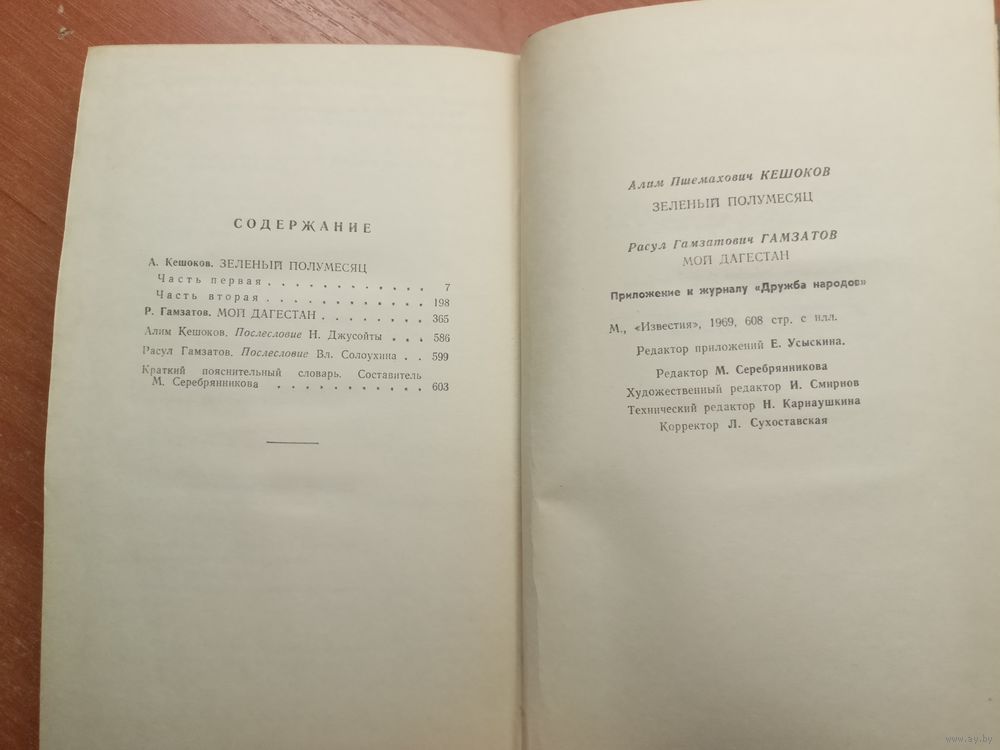 СОДЕРЖАНИЕ
А. Кешоков. ЗЕЛЕНЫЙ ПОЛУМЕСЯЦ
Часть первая . . . . . . . . . . . . 7
Часть вторая . . . . . . . . . . . . 198
Р. Гамзатов. МОЙ ДАГЕСТАН . . . . . . . . 365
Алим Кешоков. Послесловие Н. Джусойты . . . 586
Расул Гамзатов. Послесловие Вл. Солоухина . . 599
Краткий пояснительный словарь. Составитель
М. Серебрянникова . . . . . . . . . . . 603
Алим Пшемахович КЕШОКОВ
ЗЕЛЕНЫЙ ПОЛУМЕСЯЦ
Расул Гамзатович ГАМЗАТОВ
МОЙ ДАГЕСТАН
Приложение к журналу «Дружба народов»
М., «Известия», 1969, 608 стр. с илл.
Редактор приложений Е. Усыскина.
Редактор М. Серебрянникова
Художественный редактор И. Смирнов
Технический редактор Н. Карнаушкина
Корректор Л. Сухоставская
www.ay.by